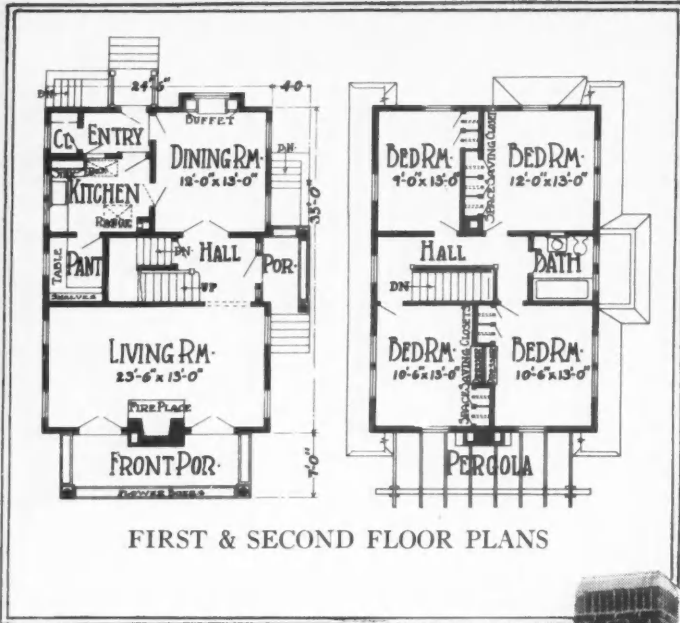 24'-6"
4-0
DN
BUFFET
CL.
ENTRY
DINING RM.
12'-0" x 13'-0"
DN.
KITCHEN
RANGE
35'-0"
TABLE
PANT
SHELVES
DN
HALL
UP
POR.
LIVING RM.
23'-6" x 13'-0"
FIRE PLACE
FRONT POR.
FLOWER BOXES
7'-0"
BED RM.
9'-0" x 13'-0"
SPACE SAVING CLOSET
BED RM.
12'-0" x 13'-0"
HALL
DN
BATH
BED RM.
10'-6" x 13'-0"
SPACE SAVING CLOSETS
BED RM.
10'-6" x 13'-0"
PERGOLA
FIRST & SECOND FLOOR PLANS